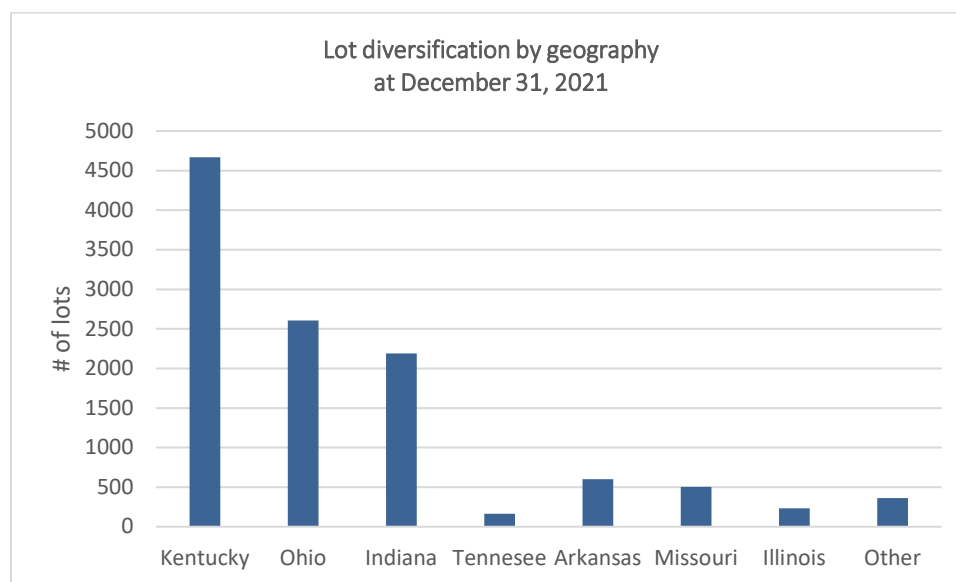 Lot diversification by geography
at December 31, 2021
5000
4500
4000
3500
3000
2500
2000
1500
1000
500
0
# of lots
Kentucky Ohio Indiana Tennesee Arkansas Missouri Illinois Other